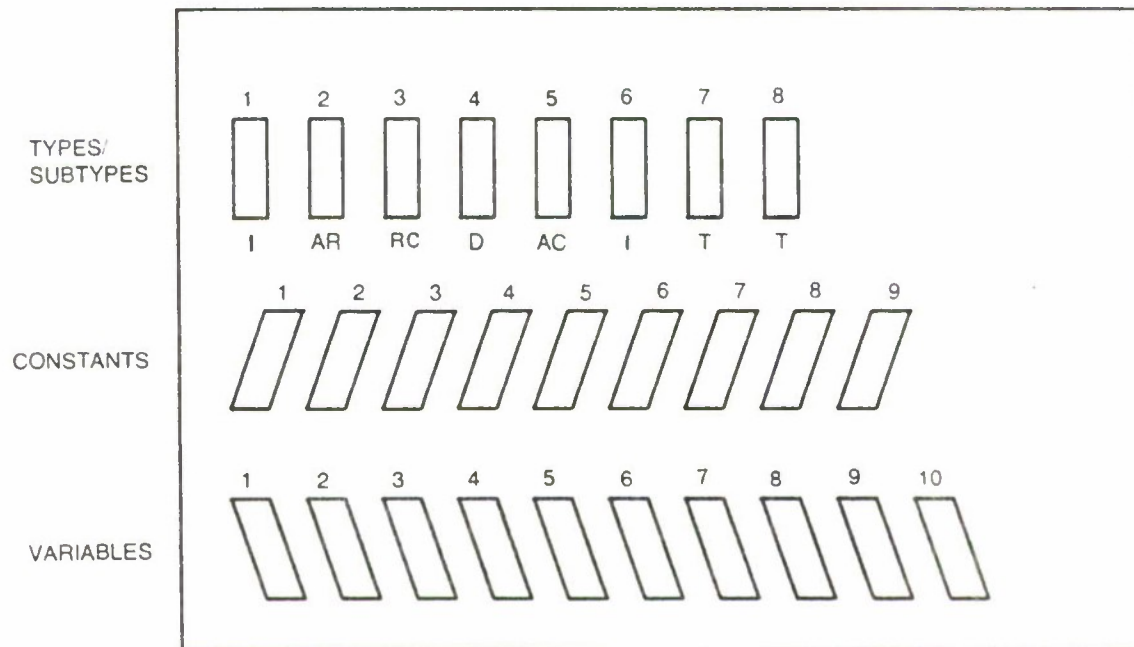 1 2 3 4 5 6 7 8
TYPES/
SUBTYPES
I AR RC D AC I T T
1 2 3 4 5 6 7 8 9
CONSTANTS
1 2 3 4 5 6 7 8 9 10
VARIABLES